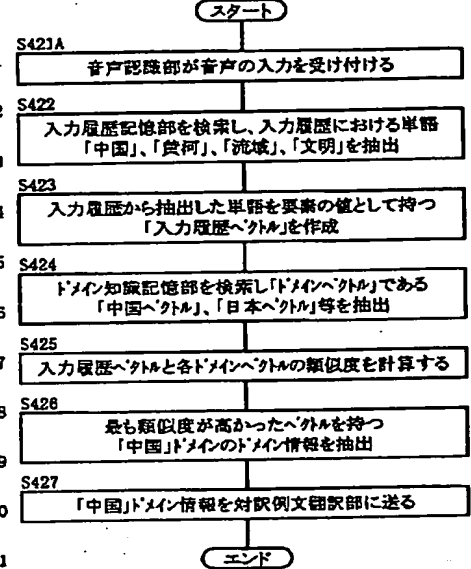 スタート
S421A
音声認識部が音声の入力を受け付ける
2 S422
入力履歴記憶部を検索し、入力履歴における単語
「中国」、「黄河」、「流域」、「文明」を抽出
S423
4 入力履歴から抽出した単語を要素の値として持つ
「入力履歴ベクトル」を作成
5 S424
ドメイン知識記憶部を検索し「ドメインベクトル」である
6 「中国ベクトル」、「日本ベクトル」等を抽出
S425
7 入力履歴ベクトルと各ドメインベクトルの類似度を計算する
8 S426
最も類似度が高かったベクトルを持つ
「中国」ドメインのドメイン情報を抽出
9
S427
0 「中国」ドメイン情報を対訳例文翻訳部に送る
1 エンド